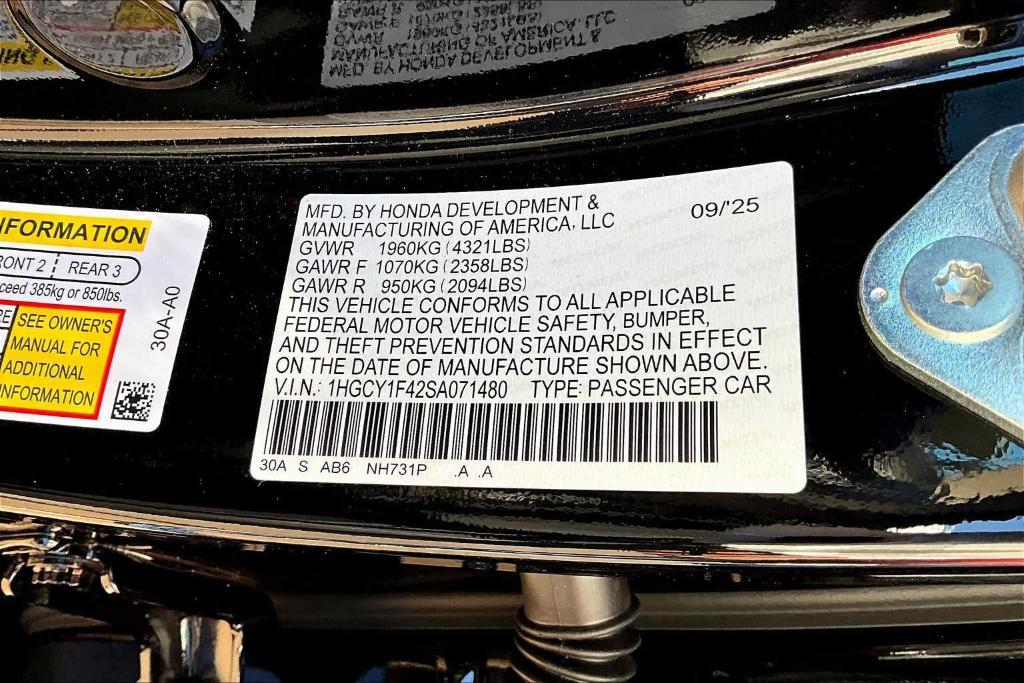 MFD. BY HONDA DEVELOPMENT &
MANUFACTURING OF AMERICA, LLC
09/'25
GVWR 1960KG (4321LBS)
GAWR F 1070KG (2358LBS)
GAWR R 950KG (2094LBS)
THIS VEHICLE CONFORMS TO ALL APPLICABLE
FEDERAL MOTOR VEHICLE SAFETY, BUMPER,
AND THEFT PREVENTION STANDARDS IN EFFECT
ON THE DATE OF MANUFACTURE SHOWN ABOVE.
V.I.N.: 1HGCY1F42SA071480 TYPE: PASSENGER CAR
30A S AB6 NH731P .A .A
NFORMATION
RONT 2 REAR 3
ceed 385kg or 850lbs.
SEE OWNER'S
MANUAL FOR
ADDITIONAL
INFORMATION
30A-A0